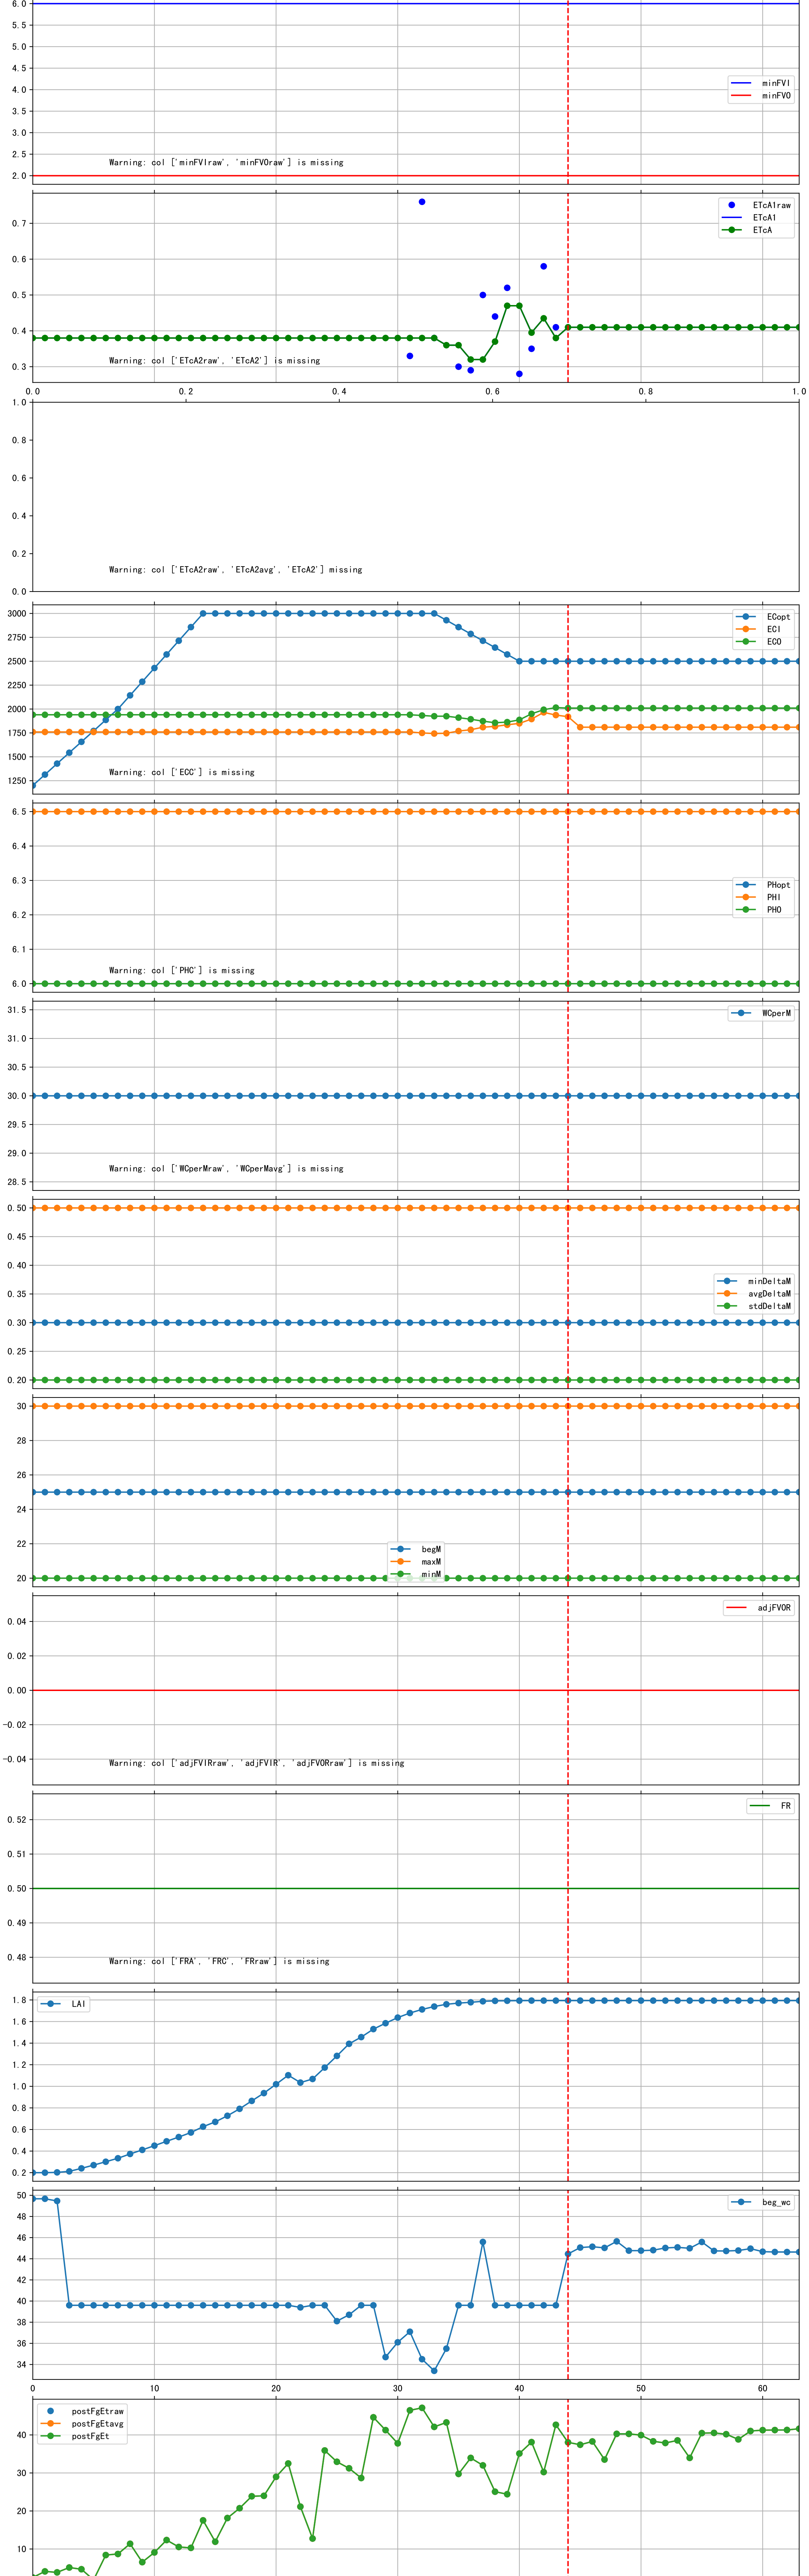 6.0
5.5
5.0
4.5
4.0
3.5
3.0
2.5
2.0
minFVI
minFVO
Warning: col ['minFVIraw', 'minFVOraw'] is missing
0.7
0.6
0.5
0.4
0.3
ETcA1raw
ETcA1
ETcA
Warning: col ['ETcA2raw', 'ETcA2'] is missing
0.0 0.2 0.4 0.6 0.8 1.0
1.0
0.8
0.6
0.4
0.2
0.0
Warning: col ['ETcA2raw', 'ETcA2avg', 'ETcA2'] missing
3000
2750
2500
2250
2000
1750
1500
1250
ECopt
ECI
ECO
Warning: col ['ECC'] is missing
6.5
6.4
6.3
6.2
6.1
6.0
PHopt
PHI
PHO
Warning: col ['PHC'] is missing
31.5
31.0
30.5
30.0
29.5
29.0
28.5
WCperM
Warning: col ['WCperMraw', 'WCperMavg'] is missing
0.50
0.45
0.40
0.35
0.30
0.25
0.20
minDeltaM
avgDeltaM
stdDeltaM
30
28
26
24
22
20
begM
maxM
minM
0.04
0.02
0.00
−0.02
−0.04
adjFVOR
Warning: col ['adjFVIRraw', 'adjFVIR', 'adjFVORraw'] is missing
0.52
0.51
0.50
0.49
0.48
FR
Warning: col ['FRA', 'FRC', 'FRraw'] is missing
1.8
1.6
1.4
1.2
1.0
0.8
0.6
0.4
0.2
LAI
50
48
46
44
42
40
38
36
34
beg_wc
0 10 20 30 40 50 60
40
30
20
10
postFgEtraw
postFgEtavg
postFgEt